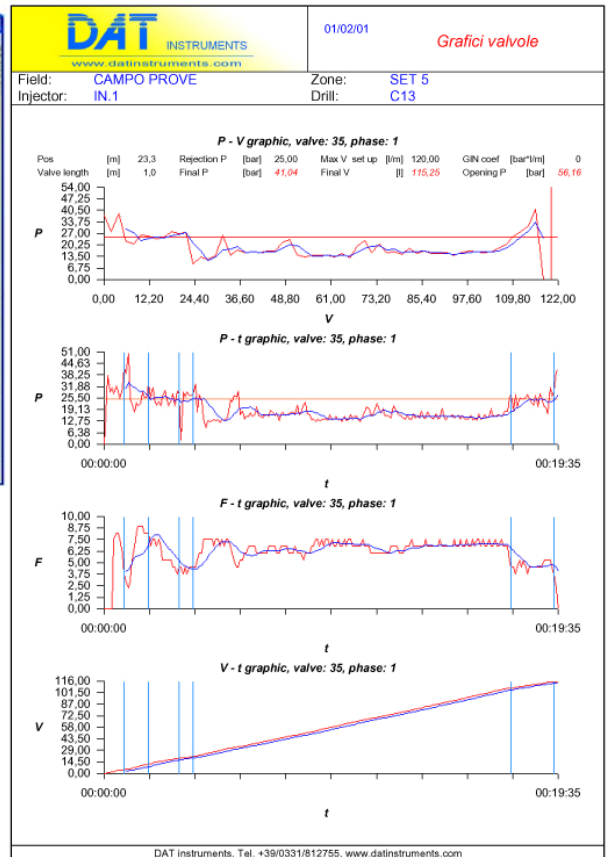 DAT INSTRUMENTS
www.datinstruments.com
01/02/01
Grafici valvole
Field: CAMPO PROVE Zone: SET 5
Injector: IN.1 Drill: C13
P - V graphic, valve: 35, phase: 1
Pos [m] 23,3 Rejection P [bar] 25,00 Max V set up [l/m] 120,00 GIN coef [bar*l/m] 0
Valve length [m] 1,0 Final P [bar] 41,04 Final V [l] 115,25 Opening P [bar] 56,16
54,00
47,25
40,50
33,75
P
27,00
20,25
13,50
6,75
0,00
0,00 12,20 24,40 36,60 48,80 61,00 73,20 85,40 97,60 109,80 122,00
V
P - t graphic, valve: 35, phase: 1
51,00
44,63
38,25
31,88
P
25,50
19,13
12,75
6,38
0,00
00:00:00 00:19:35
t
F - t graphic, valve: 35, phase: 1
10,00
8,75
7,50
6,25
F
5,00
3,75
2,50
1,25
0,00
00:00:00 00:19:35
t
V - t graphic, valve: 35, phase: 1
116,00
101,50
87,00
72,50
V
58,00
43,50
29,00
14,50
0,00
00:00:00 00:19:35
t
DAT instruments, Tel. +39/0331/812755, www.datinstruments.com